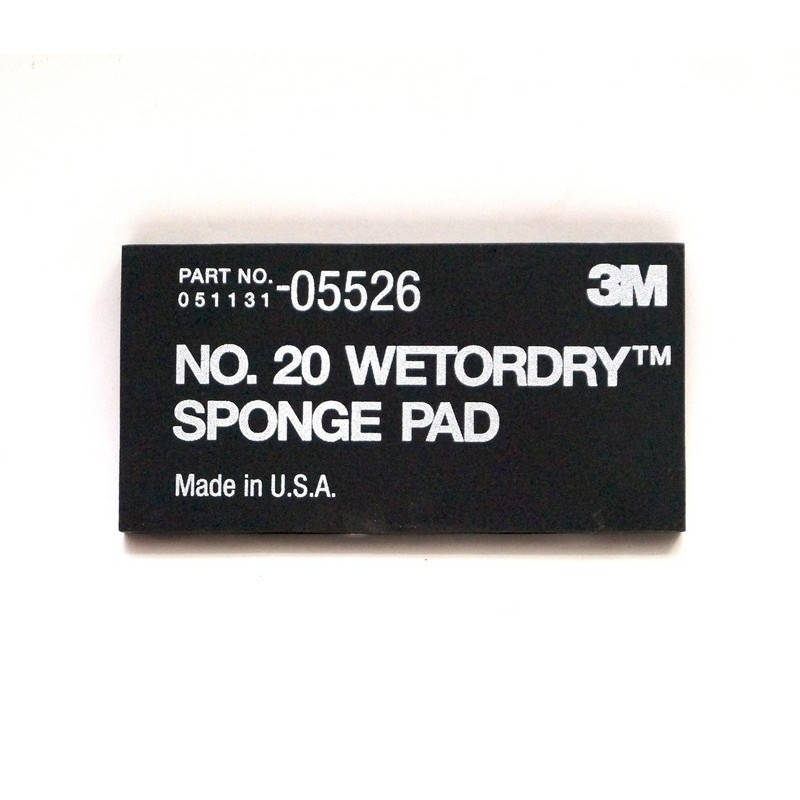 PART NO.
051131-05526
3M
NO. 20 WETORDRY™
SPONGE PAD
Made in U.S.A.